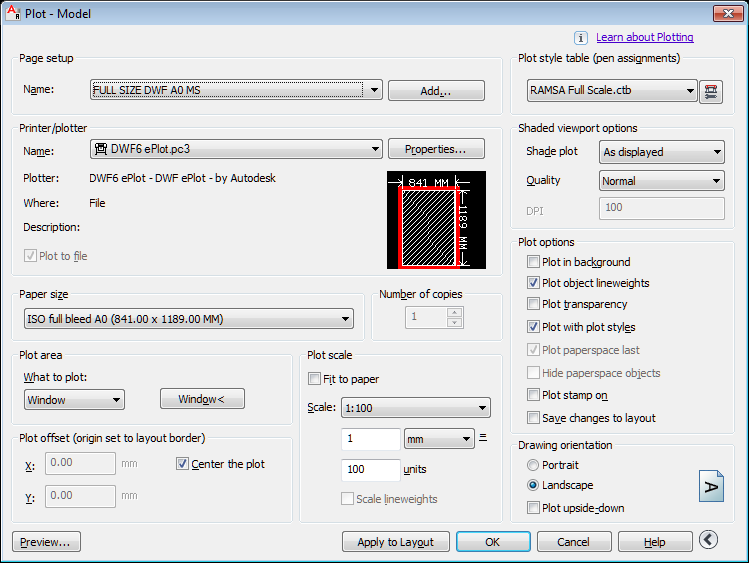 Plot - Model
Learn about Plotting
Page setup
Name:
FULL SIZE DWF A0 MS
Add...
Plot style table (pen assignments)
RAMSA Full Scale.ctb
Printer/plotter
Name:
DWF6 ePlot.pc3
Properties...
Plotter:
DWF6 ePlot - DWF ePlot - by Autodesk
Where:
File
Description:
Plot to file
841 MM
1189 MM
Shaded viewport options
Shade plot
As displayed
Quality
Normal
DPI
100
Paper size
ISO full bleed A0 (841.00 x 1189.00 MM)
Number of copies
1
Plot options
Plot in background
Plot object lineweights
Plot transparency
Plot with plot styles
Plot paperspace last
Hide paperspace objects
Plot stamp on
Save changes to layout
Plot area
What to plot:
Window
Window<
Plot offset (origin set to layout border)
X:
0.00
mm
Center the plot
Y:
0.00
mm
Plot scale
Fit to paper
Scale:
1:100
1
mm
=
100
units
Scale lineweights
Drawing orientation
Portrait
Landscape
Plot upside-down
A
Preview...
Apply to Layout
OK
Cancel
Help